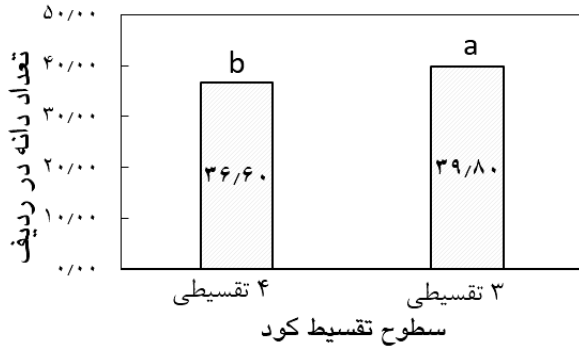 تعداد دانه در ردیف
۵۰٫۰۰
۴۰٫۰۰
۳۰٫۰۰
۲۰٫۰۰
۱۰٫۰۰
۰٫۰۰
a
b
۳۹٫۸۰
۳۶٫۶۰
۳ تقسیطی
۴ تقسیطی
سطوح تقسیط کود